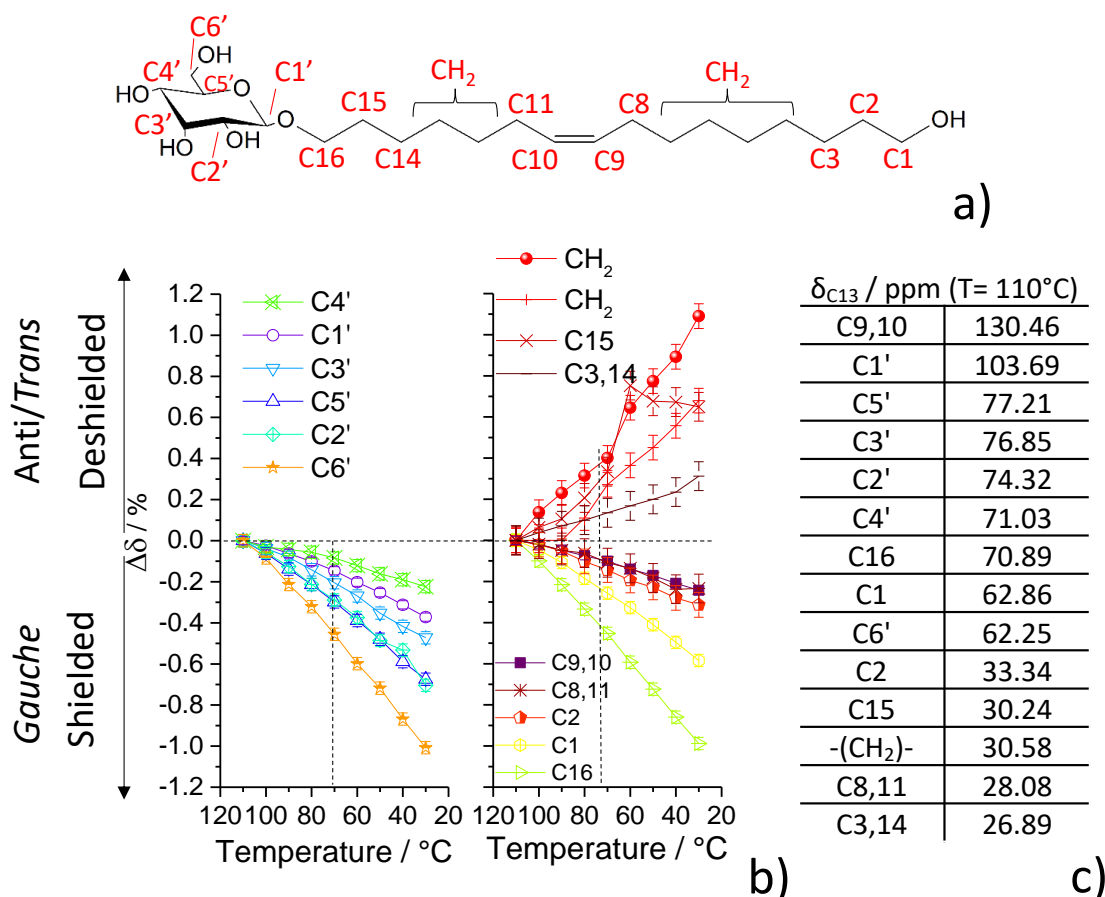 C6’
OH
C4’
C5’
O
C1’
HO
HO
C3’
HO
OH
C2’
O
C16
C15
C14
CH2
C11
C10
C9
C8
CH2
C3
C2
C1
OH
a)
Anti/Trans
Deshielded
Gauche
Shielded
Δδ / %
1.2
1.0
0.8
0.6
0.4
0.2
0.0
-0.2
-0.4
-0.6
-0.8
-1.0
-1.2
C4'
C1'
C3'
C5'
C2'
C6'
120 100 80 60 40 20
Temperature / °C
CH2
CH2
C15
C3,14
C9,10
C8,11
C2
C1
C16
120 100 80 60 40 20
Temperature / °C
b)
δC13 / ppm (T= 110°C)
C9,10 130.46
C1' 103.69
C5' 77.21
C3' 76.85
C2' 74.32
C4' 71.03
C16 70.89
C1 62.86
C6' 62.25
C2 33.34
C15 30.24
-(CH2)- 30.58
C8,11 28.08
C3,14 26.89
c)